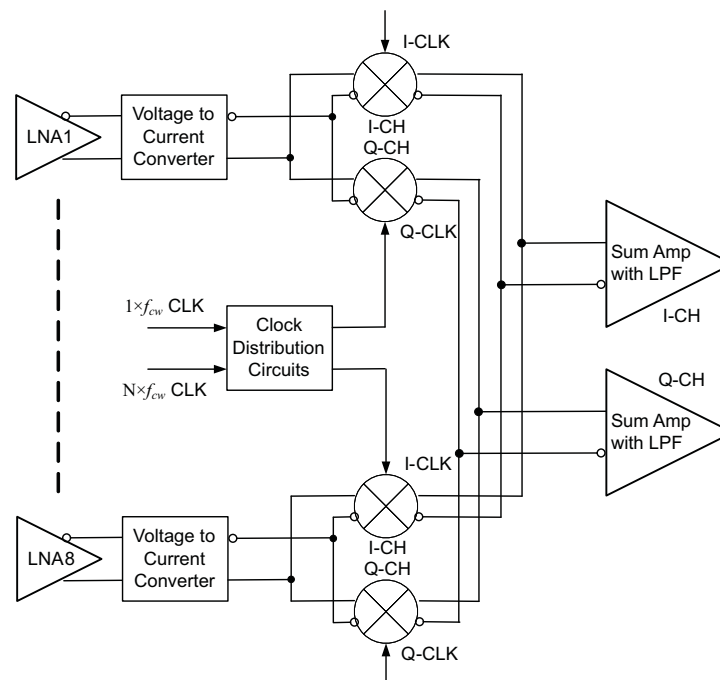 I-CLK
LNA1
Voltage to
Current
Converter
I-CH
Q-CH
Q-CLK
Sum Amp
with LPF
I-CH
1×fcw CLK
Clock
Distribution
Circuits
N×fcw CLK
Q-CH
Sum Amp
with LPF
I-CLK
LNA8
Voltage to
Current
Converter
I-CH
Q-CH
Q-CLK